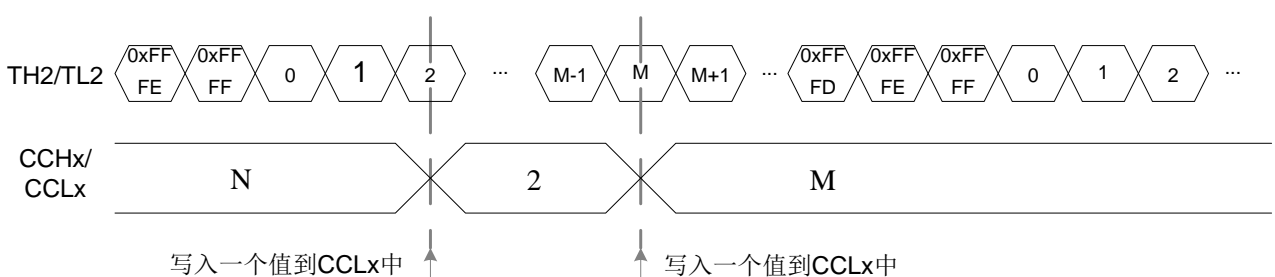 TH2/TL2 0xFF FE 0xFF FF 0 1 2 ... M-1 M M+1 ... 0xFF FD 0xFF FE 0xFF FF 0 1 2 ...
CCHx/
CCLx
N 2 M
写入一个值到CCLx中 写入一个值到CCLx中